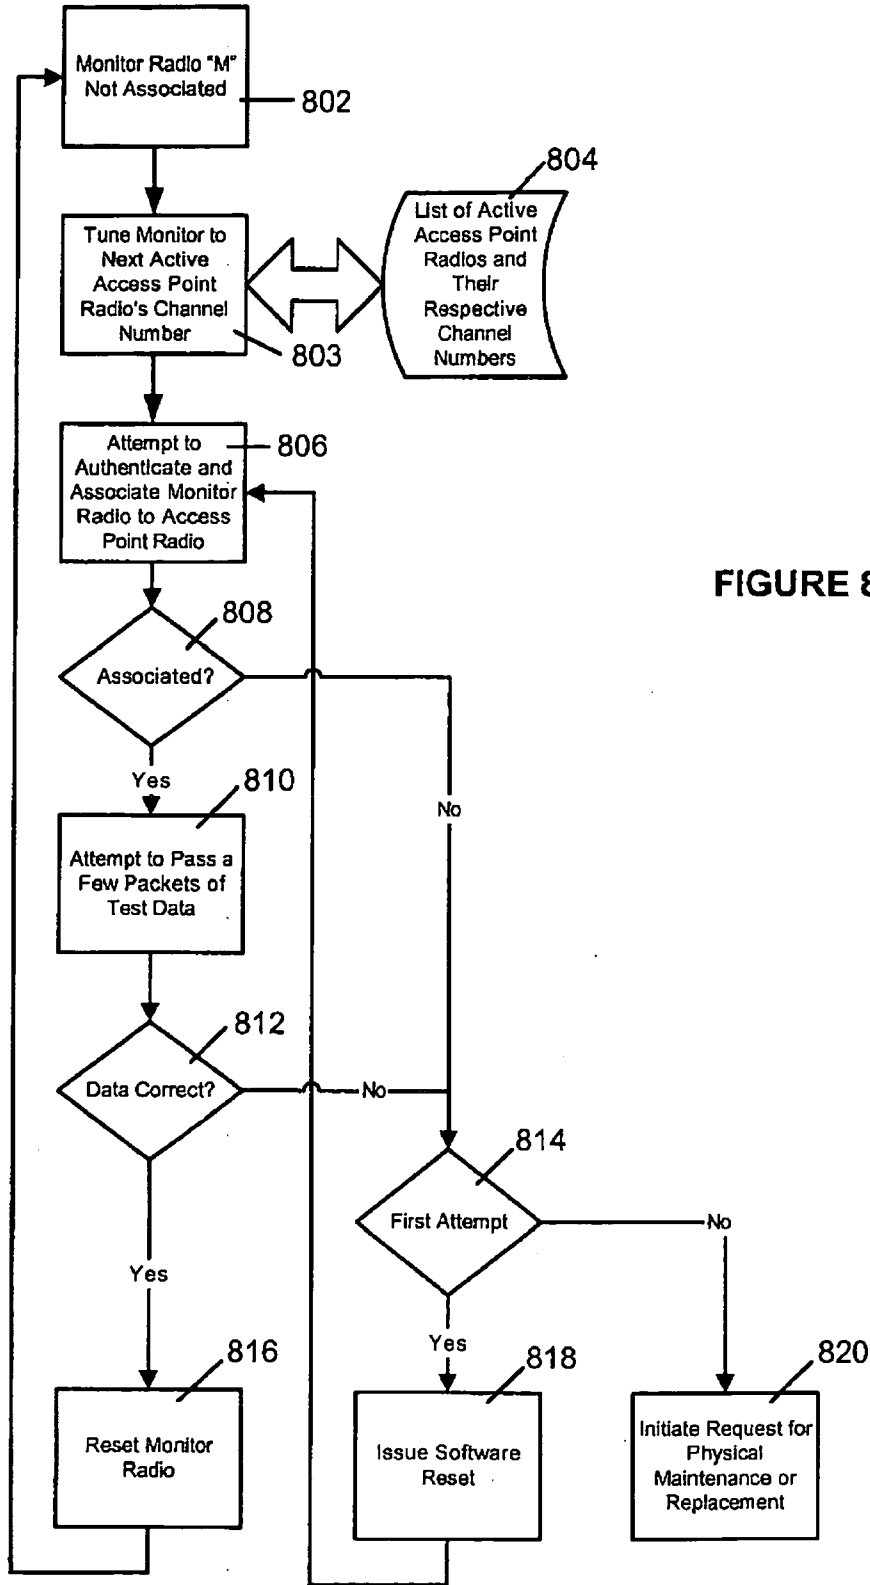 Monitor Radio "M"
Not Associated
802
804
List of Active
Access Point
Radios and
Their
Respective
Channel
Numbers
Tune Monitor to
Next Active
Access Point
Radio's Channel
Number
803
806
Attempt to
Authenticate and
Associate Monitor
Radio to Access
Point Radio
FIGURE 8
808
Associated?
Yes
810
No
Attempt to Pass a
Few Packets of
Test Data
812
Data Correct?
No
814
First Attempt
No
Yes
Yes
816
818
820
Reset Monitor
Radio
Issue Software
Reset
Initiate Request for
Physical
Maintenance or
Replacement